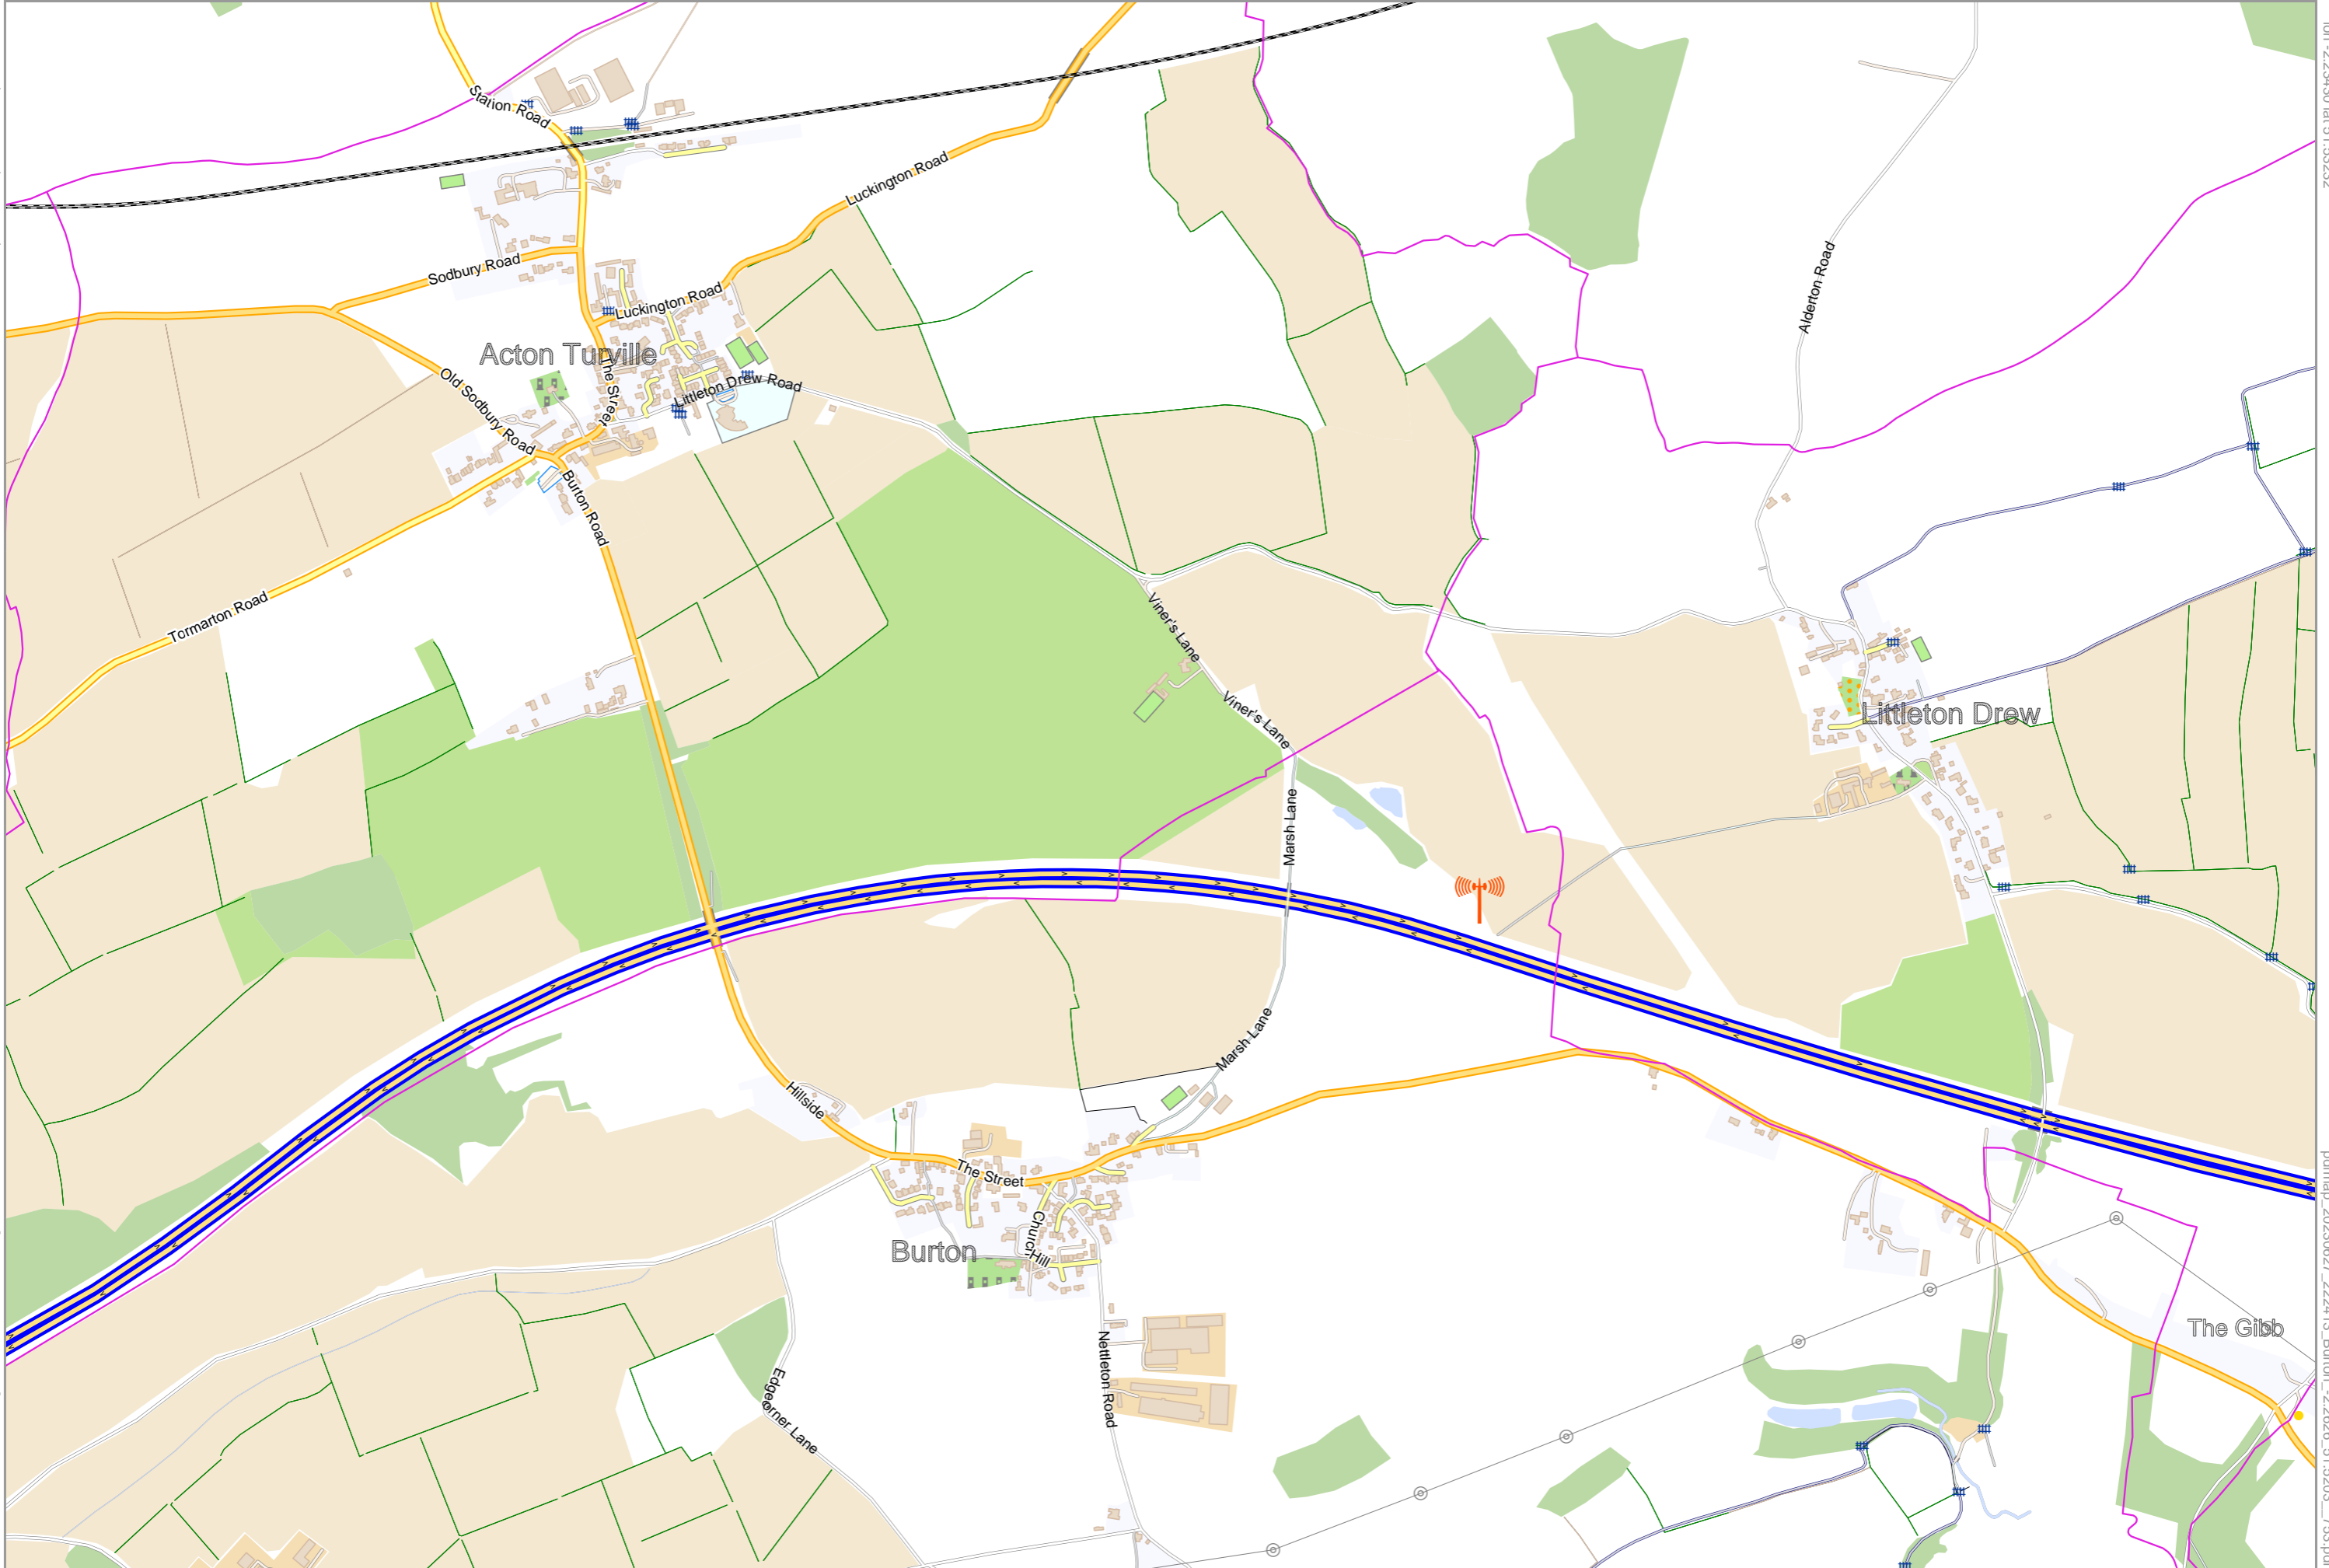 Station Road
Luckington Road
Sodbury Road
Luckington Road
Alderton Road
Acton Turville
The Street
Old Sodbury Road
Littleton Drew Road
Burton Road
Tormarton Road
Viner's Lane
Viner's Lane
Littleton Drew
Marsh Lane
Marsh Lane
Hillside
The Street
Church Hill
Burton
Nettleton Road
The Gibb